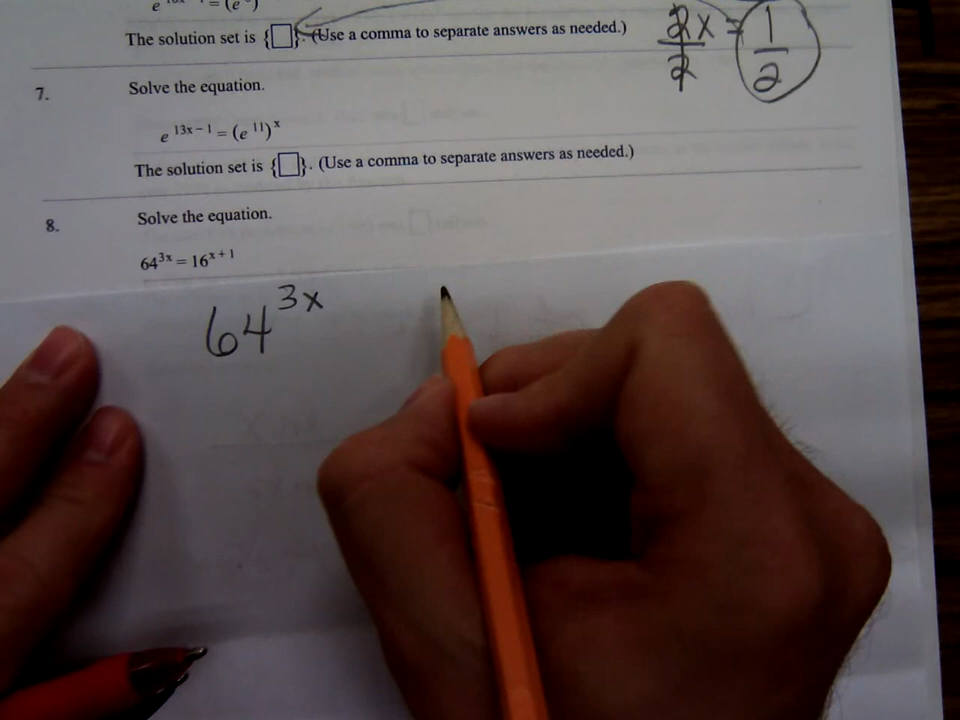 The solution set is {□}. (Use a comma to separate answers as needed.)
2x = 1
2 2
7. Solve the equation.
e^13x − 1 = (e^11)^x
The solution set is {□}. (Use a comma to separate answers as needed.)
8. Solve the equation.
64^3x = 16^x + 1
64^3x